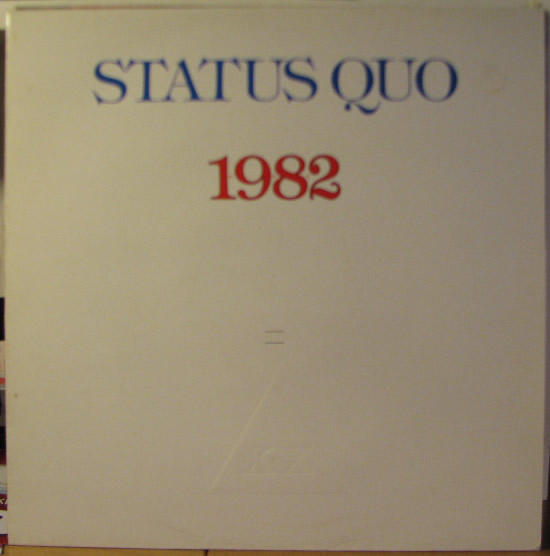 STATUS QUO
1982
=